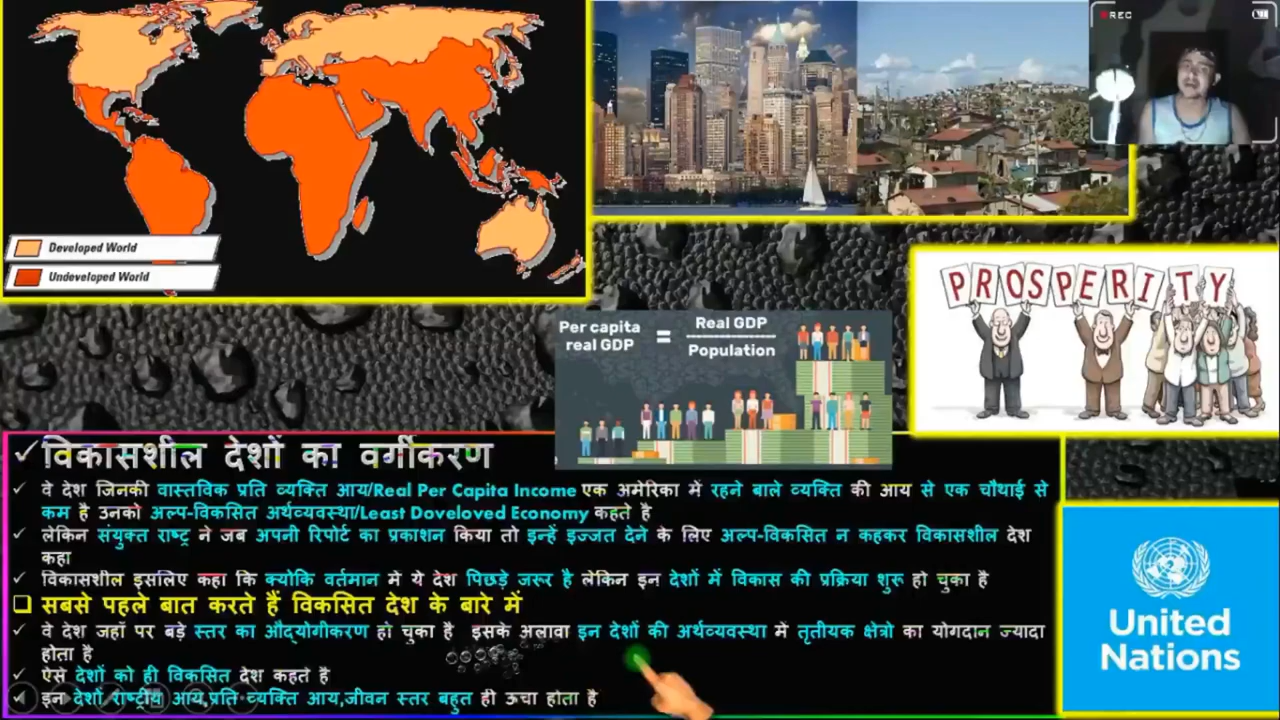 REC
Developed World
Undeveloped World
PROSPERITY
Per capita
real GDP
=
Real GDP
Population
विकासशील देशों का वर्गीकरण
वे देश जिनकी वास्तविक प्रति व्यक्ति आय/Real Per Capita Income एक अमेरिका में रहने बाले व्यक्ति की आय से एक चौथाई से
कम है उनको अल्प-विकसित अर्थव्यवस्था/Least Doveloved Economy कहते है
लेकिन संयुक्त राष्ट्र ने जब अपनी रिपोर्ट का प्रकाशन किया तो इन्हें इज्जत देने के लिए अल्प-विकसित न कहकर विकासशील देश
कहा
विकासशील इसलिए कहा कि क्योकि वर्तमान में ये देश पिछड़े जरूर है लेकिन इन देशों में विकास की प्रक्रिया शुरू हो चुका है
सबसे पहले बात करते हैं विकसित देश के बारे में
वे देश जहाँ पर बड़े स्तर का औद्योगीकरण हो चुका है इसके अलावा इन देशों की अर्थव्यवस्था में तृतीयक क्षेत्रो का योगदान ज्यादा
होता है
ऐसे देशों को ही विकसित देश कहते है
इन देशों राष्ट्रीय आय,प्रति व्यक्ति आय,जीवन स्तर बहुत ही ऊचा होता है
United
Nations